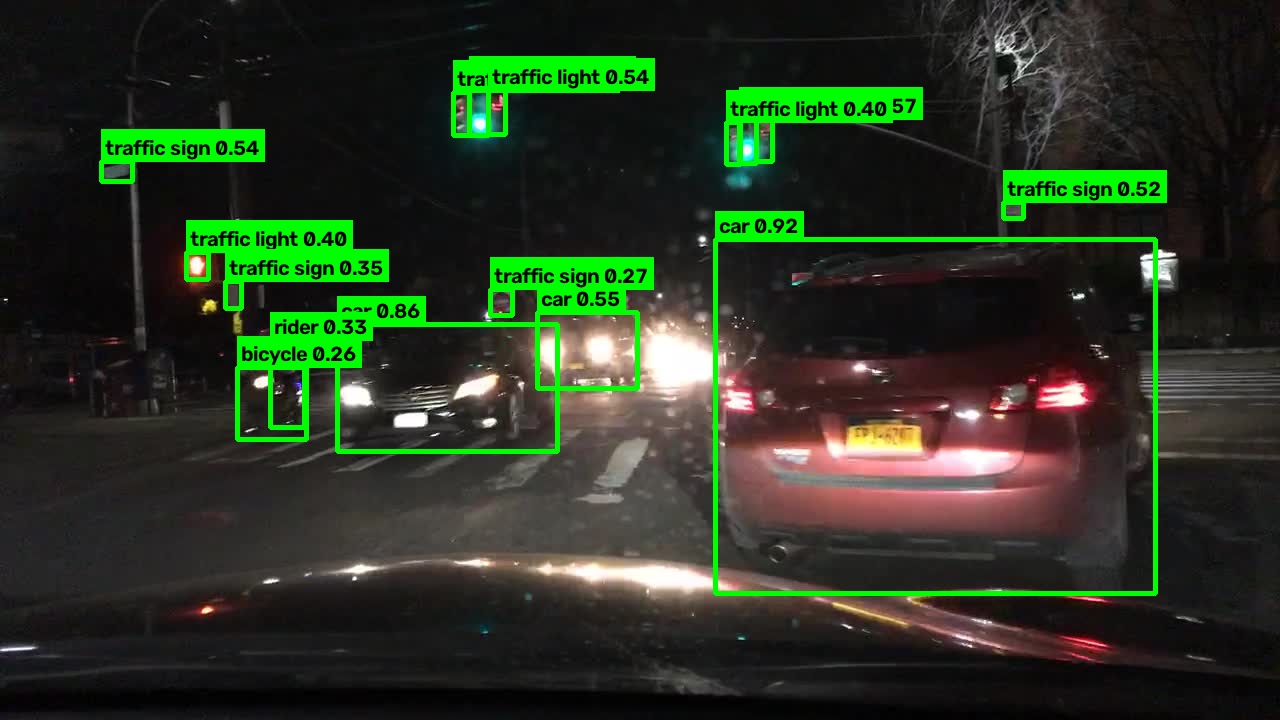 traffic light 0.54
traffic light 0.40
57
traffic sign 0.54
traffic sign 0.52
car 0.92
traffic light 0.40
traffic sign 0.35
traffic sign 0.27
car 0.55
0.86
rider 0.33
bicycle 0.26